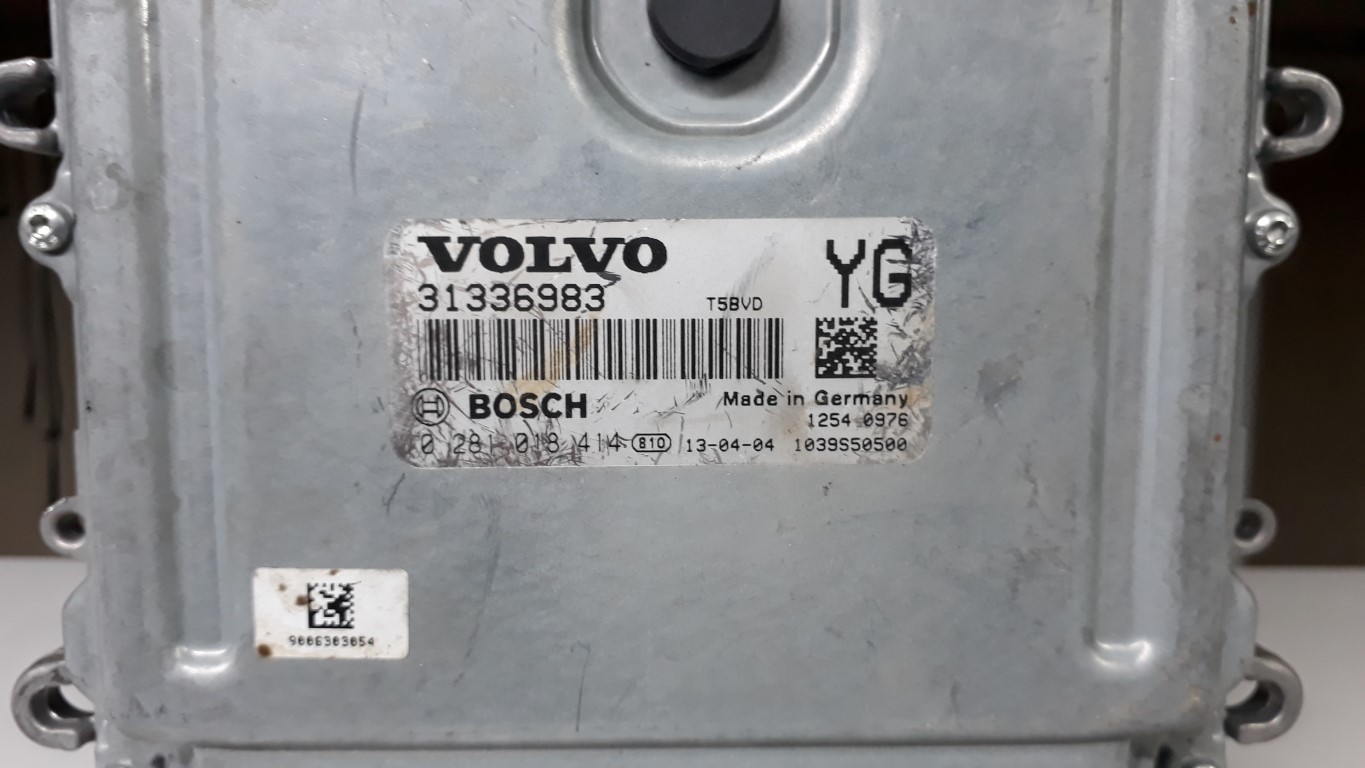 VOLVO YG
31336983 T5BVD
BOSCH Made in Germany
1254 0976
0 281 018 414 810 13-04-04 1039S50500
9006303054